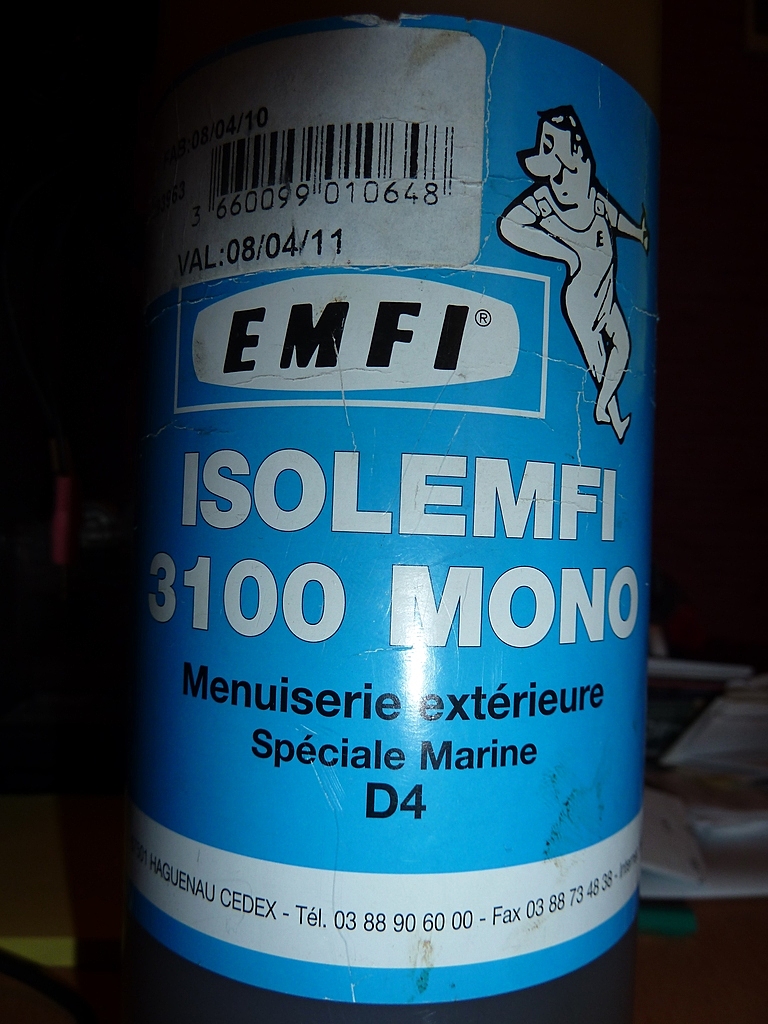 FAB:08/04/10
3 660099 010648
VAL:08/04/11
EMFI®
E
ISOLEMFI
3100 MONO
Menuiserie extérieure
Spéciale Marine
D4
HAGUENAU CEDEX - Tél. 03 88 90 60 00 - Fax 03 88 73 48 38 -